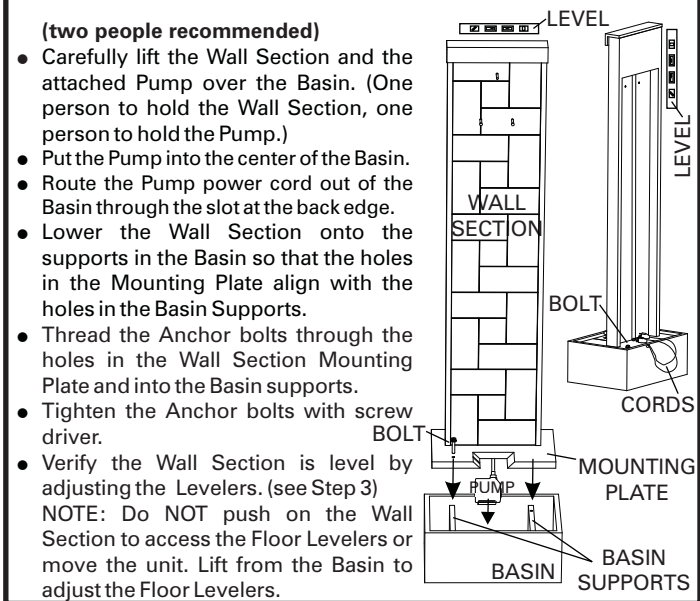 (two people recommended)
● Carefully lift the Wall Section and the
attached Pump over the Basin. (One
person to hold the Wall Section, one
person to hold the Pump.)
● Put the Pump into the center of the Basin.
● Route the Pump power cord out of the
Basin through the slot at the back edge.
● Lower the Wall Section onto the
supports in the Basin so that the holes
in the Mounting Plate align with the
holes in the Basin Supports.
● Thread the Anchor bolts through the
holes in the Wall Section Mounting
Plate and into the Basin supports.
● Tighten the Anchor bolts with screw
driver.
● Verify the Wall Section is level by
adjusting the Levelers. (see Step 3)
NOTE: Do NOT push on the Wall
Section to access the Floor Levelers or
move the unit. Lift from the Basin to
adjust the Floor Levelers.
LEVEL
LEVEL
WALL
SECTION
BOLT
CORDS
BOLT
MOUNTING
PLATE
PUMP
BASIN
BASIN
SUPPORTS